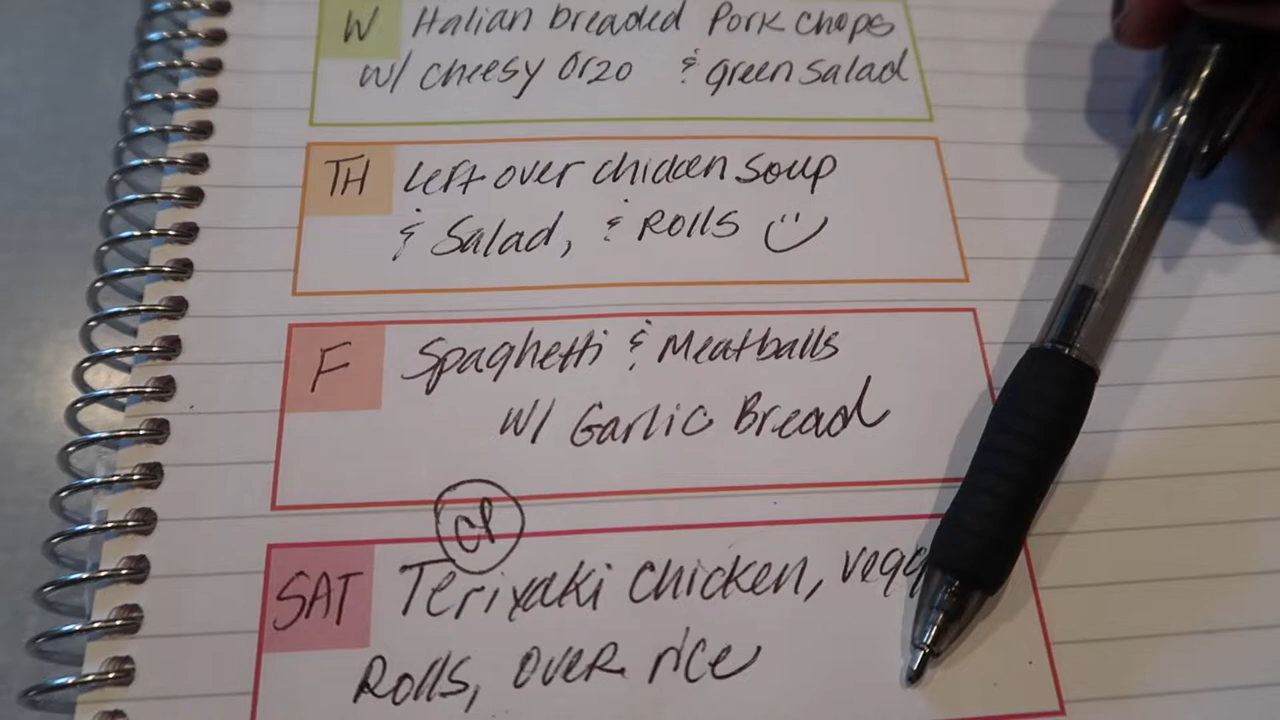 W Italian breaded Pork chops
w/ cheesy Orzo & green salad
TH Left over chicken soup
& Salad, & Rolls
F Spaghetti & Meatballs
w/ Garlic Bread
CP
SAT Teriyaki chicken,
Rolls, over rice